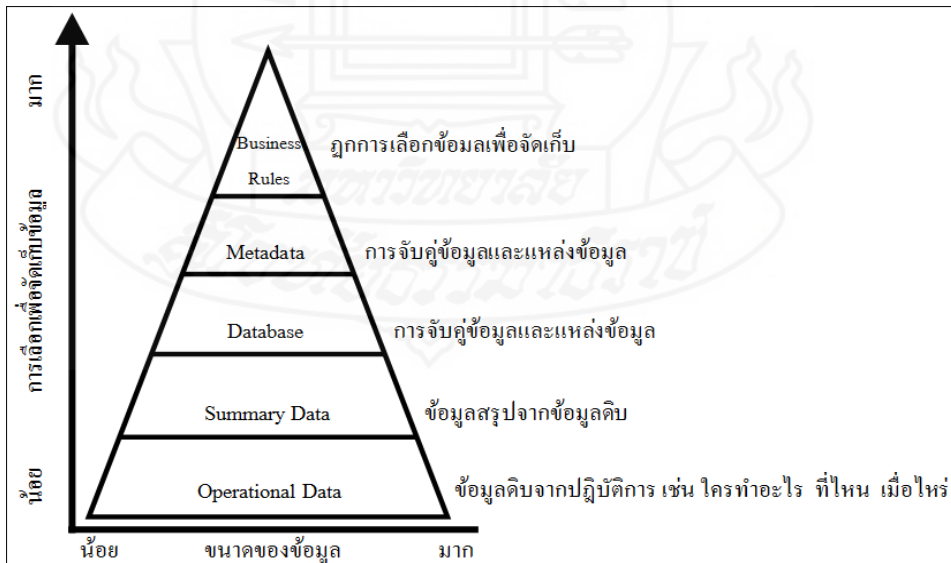 มาก
การเลือกเพื่อจัดเก็บข้อมูล
น้อย
Business
Rules
ฏกการเลือกข้อมลเพื่อจัดเก็บ
Metadata
การจับคู่ข้อมูลและแหล่งข้อมูล
Database
การจับคู่ข้อมูลและแหล่งข้อมูล
Summary Data
ข้อมูลสรุปจากข้อมูลดิบ
Operational Data
ข้อมูลดิบจากปฎิบัติการ เช่น ใครทำอะไร ที่ไหน เมื่อไหร่
น้อย ขนาดของข้อมูล มาก